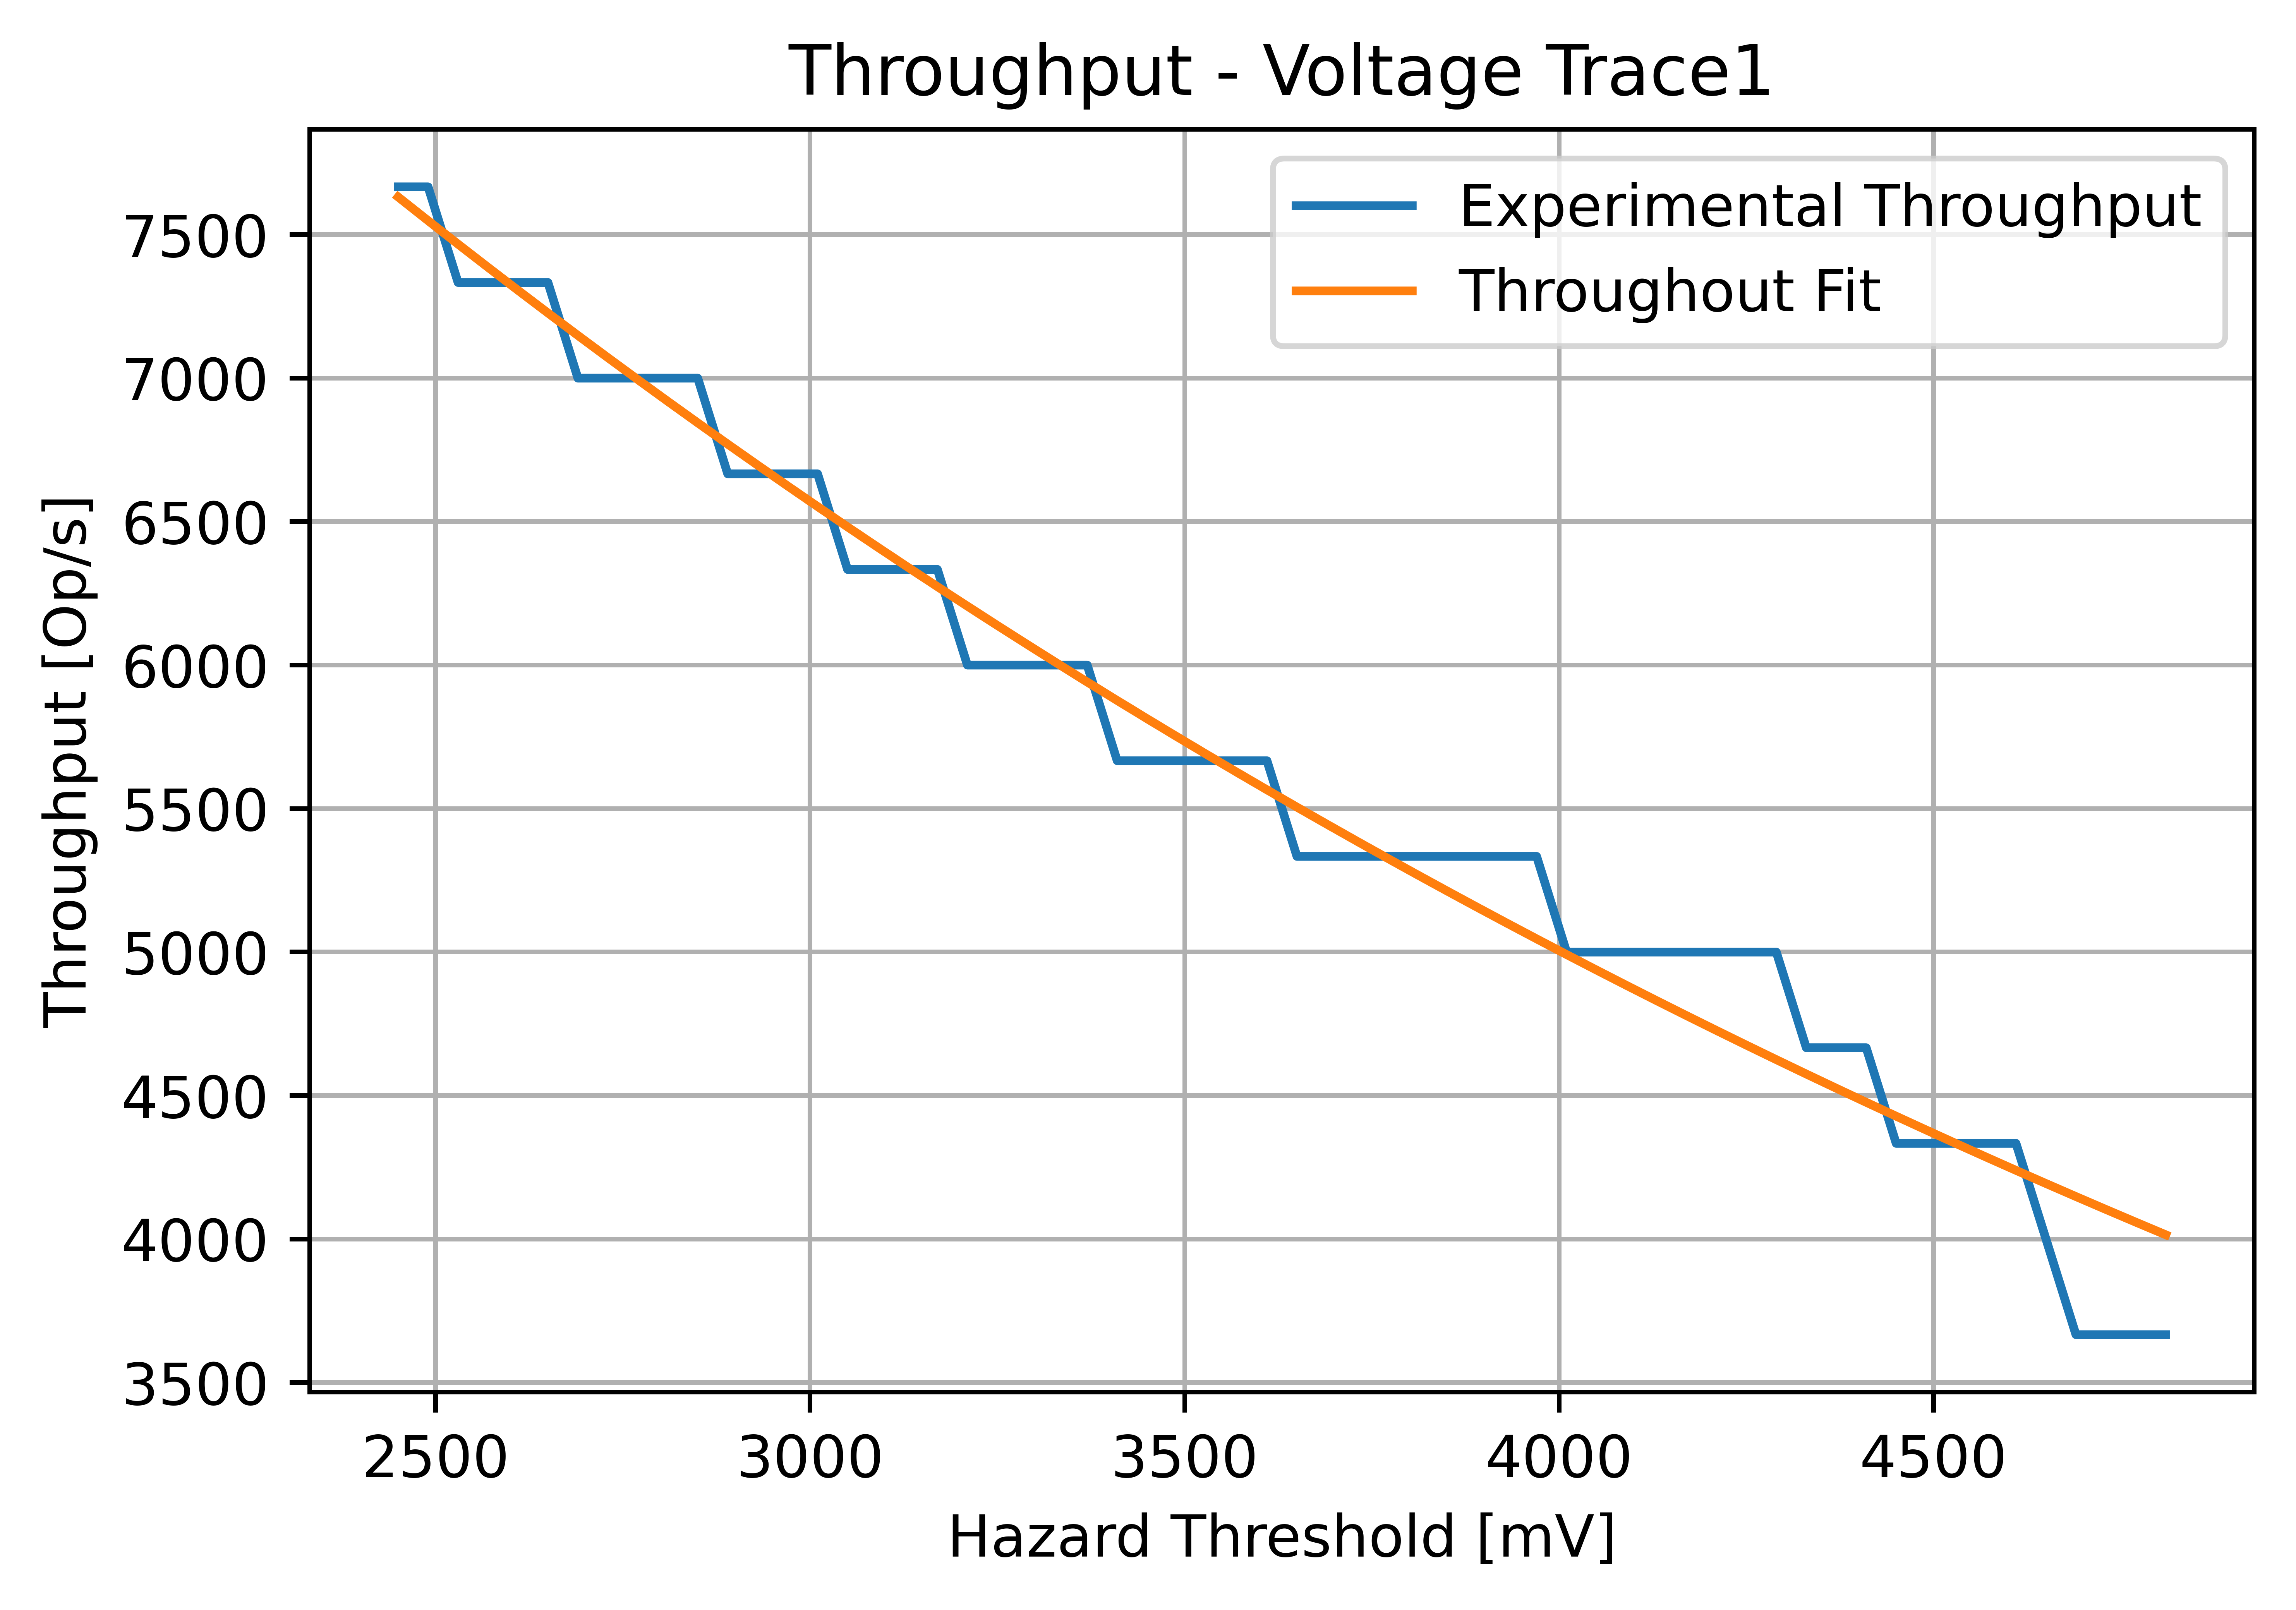 Throughput - Voltage Trace1
Experimental Throughput
Throughout Fit
Throughput [Op/s]
7500
7000
6500
6000
5500
5000
4500
4000
3500
2500 3000 3500 4000 4500
Hazard Threshold [mV]